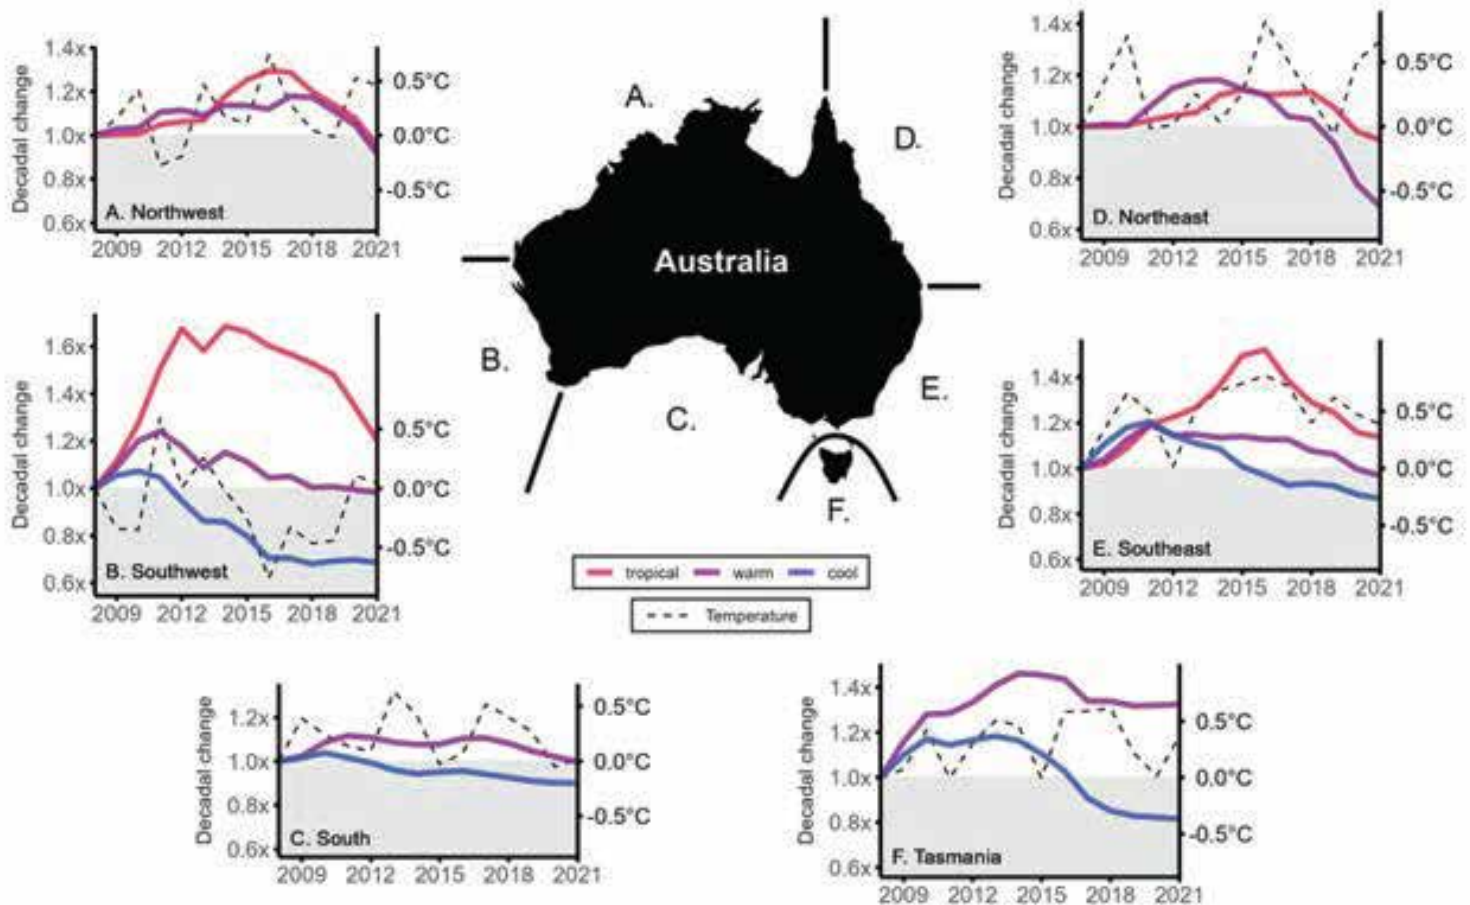 Decadal change
1.4x
1.2x
1.0x
0.8x
0.6x
0.5°C
0.0°C
-0.5°C
A. Northwest
2009 2012 2015 2018 2021
A.
D.
Australia
B.
C.
E.
F.
Decadal change
1.4x
1.2x
1.0x
0.8x
0.6x
0.5°C
0.0°C
-0.5°C
D. Northeast
2009 2012 2015 2018 2021
Decadal change
1.6x
1.4x
1.2x
1.0x
0.8x
0.6x
0.5°C
0.0°C
-0.5°C
B. Southwest
2009 2012 2015 2018 2021
Decadal change
1.4x
1.2x
1.0x
0.8x
0.6x
0.5°C
0.0°C
-0.5°C
E. Southeast
2009 2012 2015 2018 2021
tropical warm cool
Temperature
Decadal change
1.2x
1.0x
0.8x
0.6x
0.5°C
0.0°C
-0.5°C
C. South
2009 2012 2015 2018 2021
Decadal change
1.4x
1.2x
1.0x
0.8x
0.6x
0.5°C
0.0°C
-0.5°C
F. Tasmania
2009 2012 2015 2018 2021